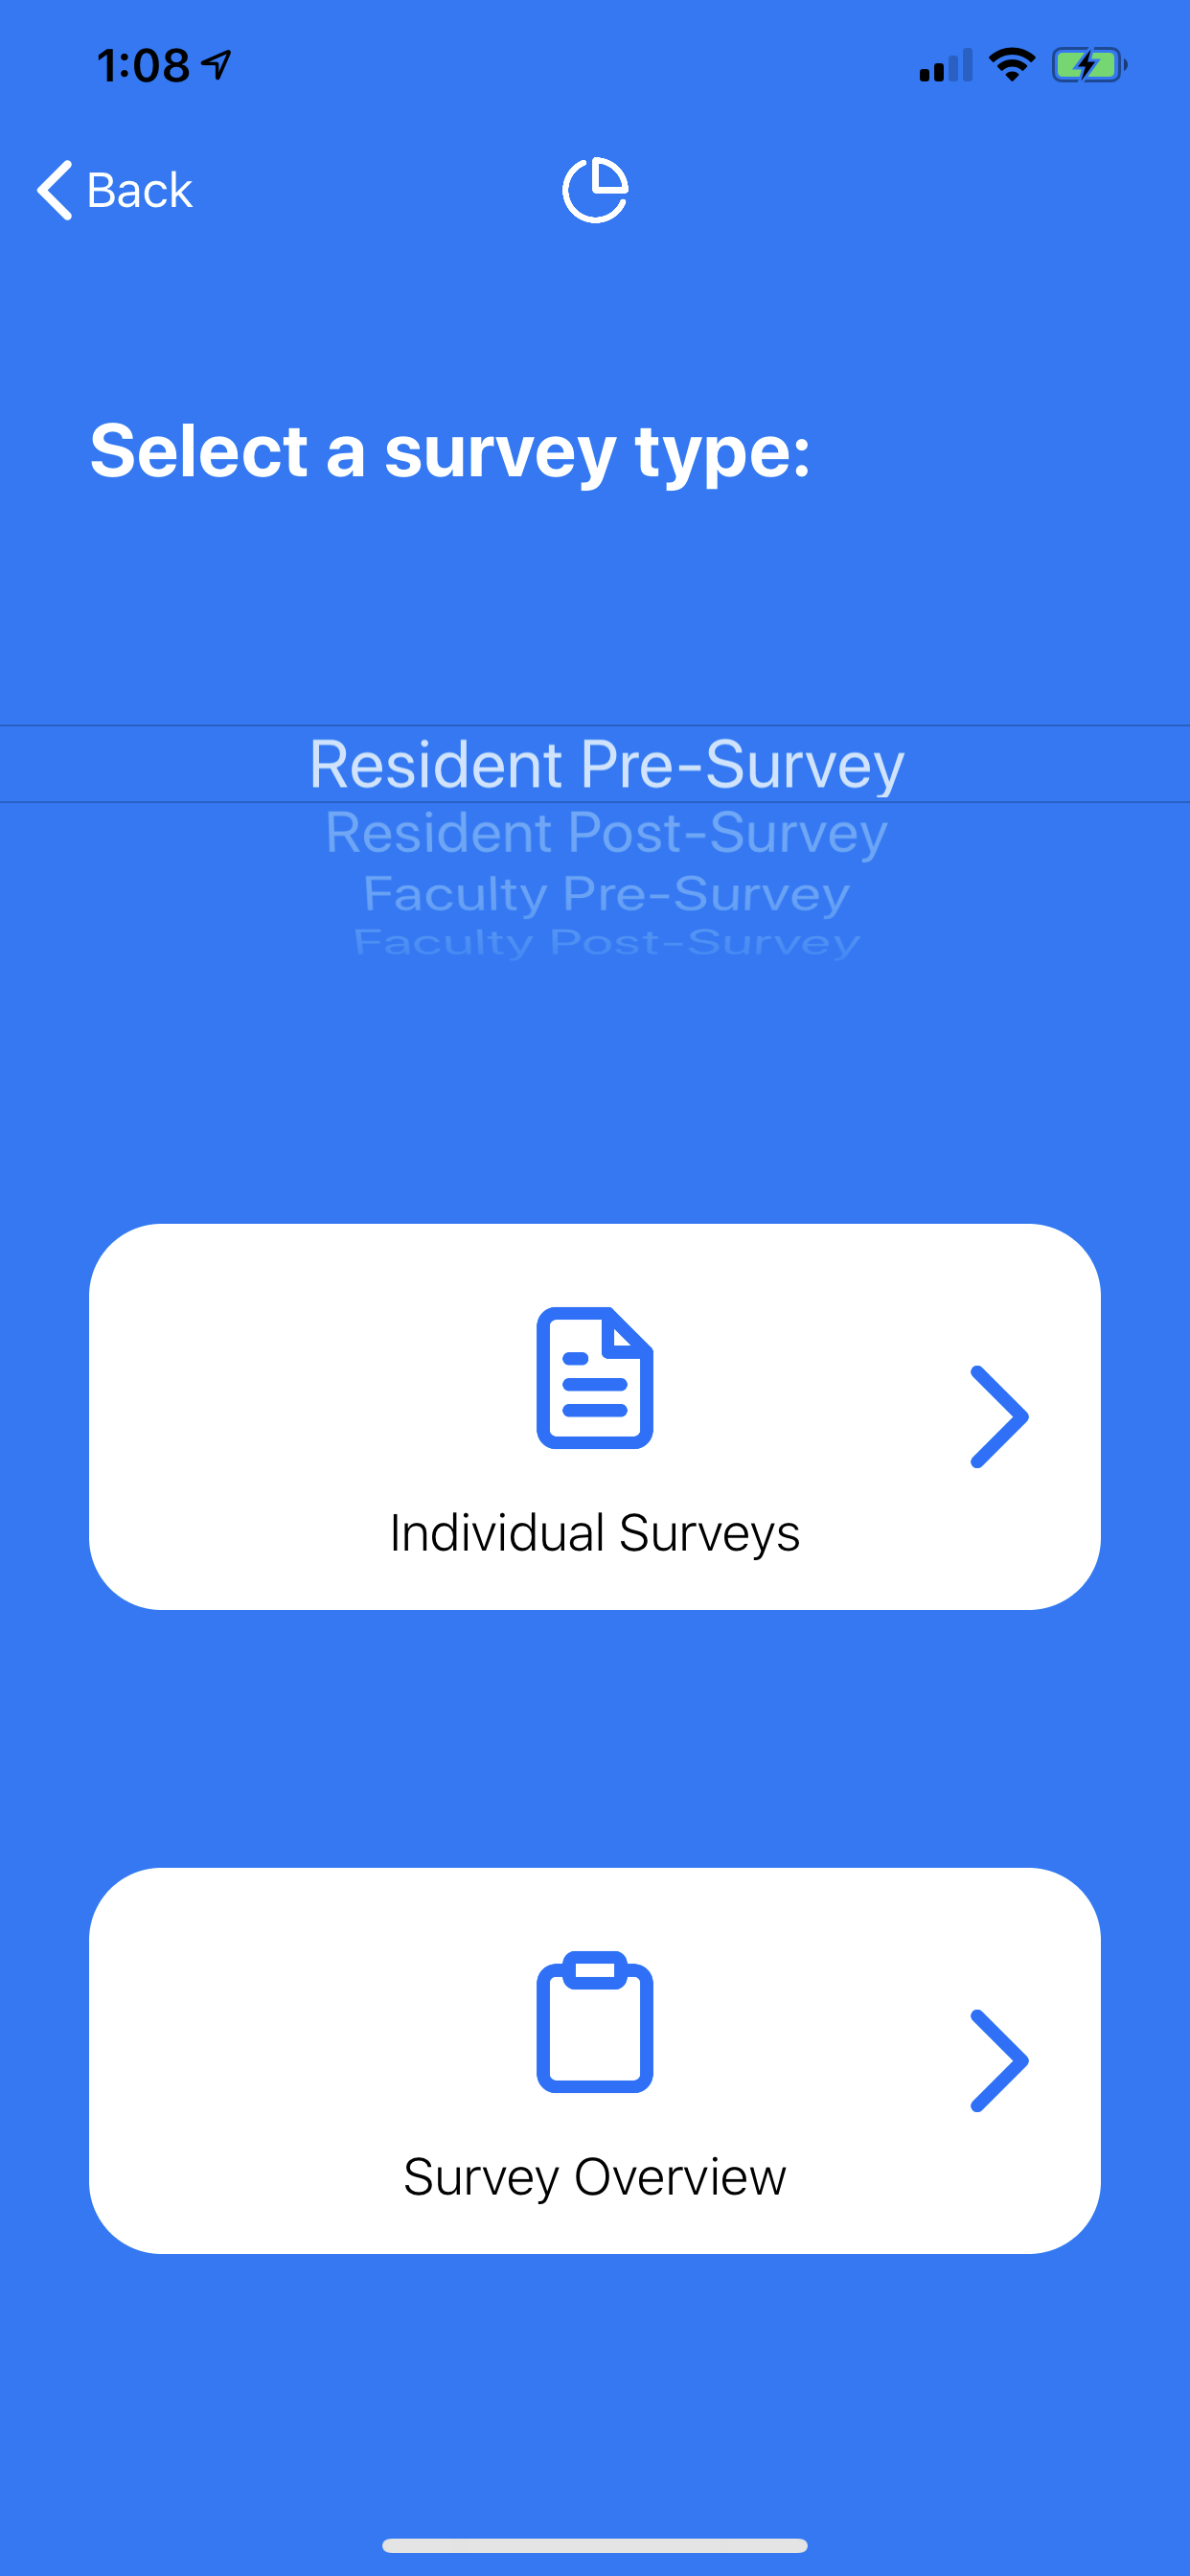 1:08
Back
Select a survey type:
Resident Pre-Survey
Resident Post-Survey
Faculty Pre-Survey
Faculty Post-Survey
Individual Surveys
Survey Overview